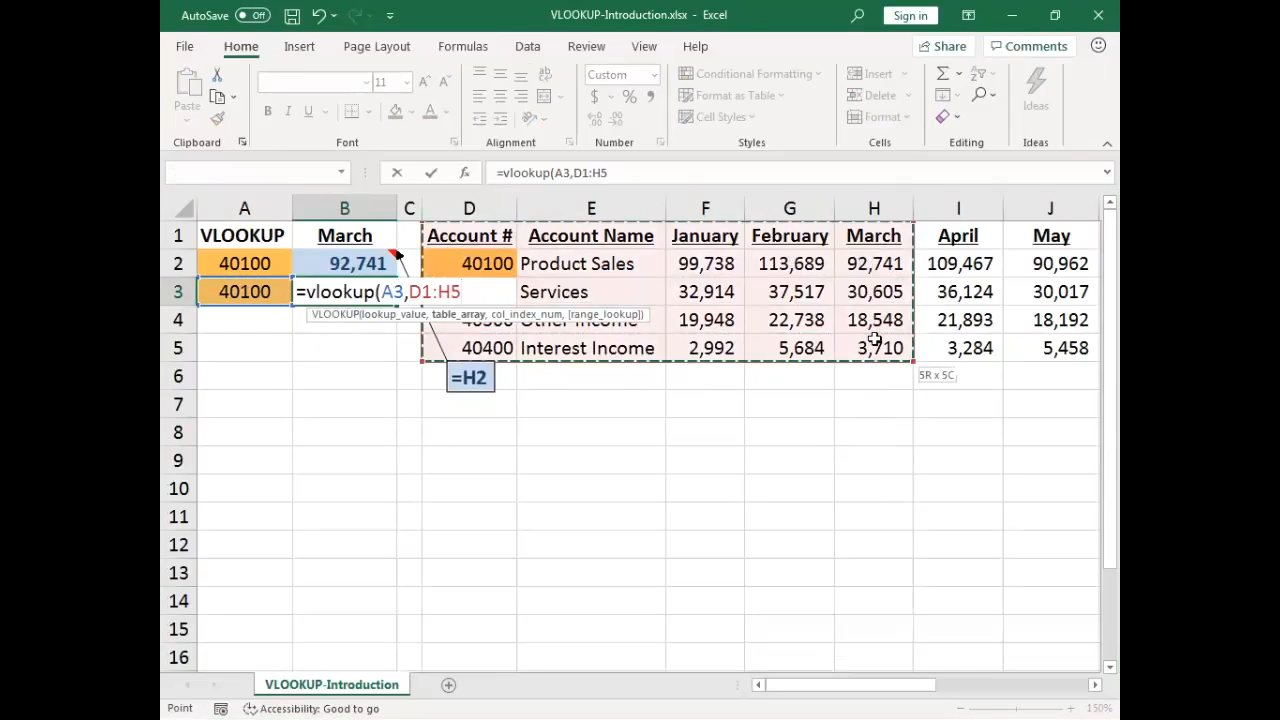 AutoSave Off VLOOKUP-Introduction.xlsx - Excel Sign in
File Home Insert Page Layout Formulas Data Review View Help Share Comments
Paste 11 Custom Conditional Formatting Insert Ideas
B I U $ % Format as Table Delete
Cell Styles Format
Clipboard Font Alignment Number Styles Cells Editing Ideas
fx =vlookup(A3,D1:H5
A B C D E F G H I J
1 VLOOKUP March Account # Account Name January February March April May
2 40100 92,741 40100 Product Sales 99,738 113,689 92,741 109,467 90,962
3 40100 =vlookup(A3,D1:H5 Services 32,914 37,517 30,605 36,124 30,017
VLOOKUP(lookup_value, table_array, col_index_num, [range_lookup])
4 19,948 22,738 18,548 21,893 18,192
5 40400 Interest Income 2,992 5,684 3,710 3,284 5,458
6 =H2 5R x 5C
7
8
9
10
11
12
13
14
15
16
VLOOKUP-Introduction
Point Accessibility: Good to go 150%